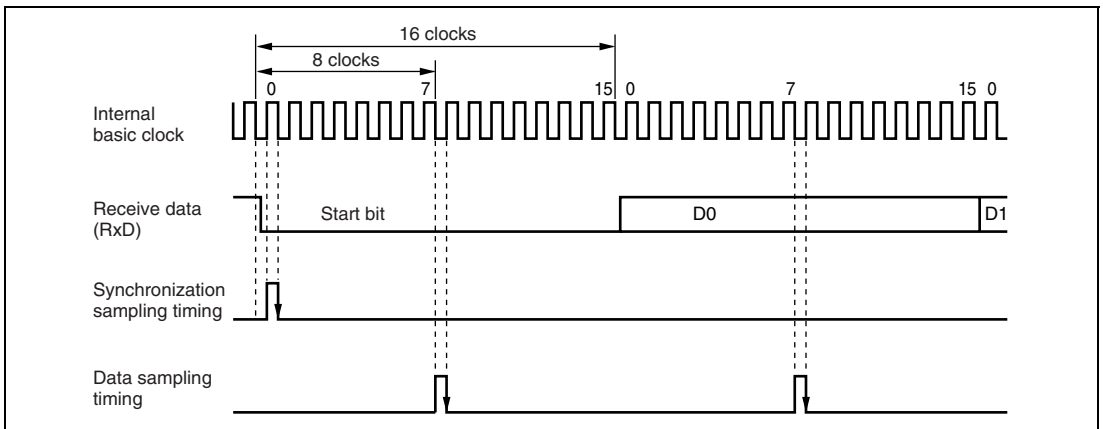 16 clocks
8 clocks
0 7 15 0 7 15 0
Internal
basic clock
Receive data
(RxD)
Start bit D0 D1
Synchronization
sampling timing
Data sampling
timing